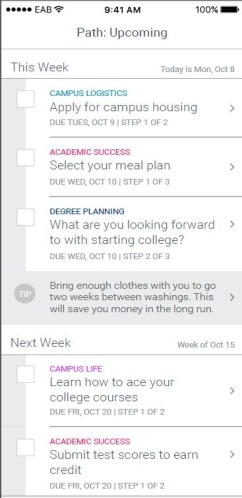 EAB 9:41 AM 100%
Path: Upcoming
This Week Today is Mon, Oct 8
CAMPUS LOGISTICS
Apply for campus housing
DUE TUES, OCT 9 | STEP 1 OF 2
ACADEMIC SUCCESS
Select your meal plan
DUE WED, OCT 10 | STEP 1 OF 3
DEGREE PLANNING
What are you looking forward
to with starting college?
DUE WED, OCT 10 | STEP 2 OF 3
TIP
Bring enough clothes with you to go
two weeks between washings. This
will save you money in the long run.
Next Week Week of Oct 15
CAMPUS LIFE
Learn how to ace your
college courses
DUE FRI, OCT 20 | STEP 1 OF 2
ACADEMIC SUCCESS
Submit test scores to earn
credit
DUE FRI, OCT 20 | STEP 1 OF 2